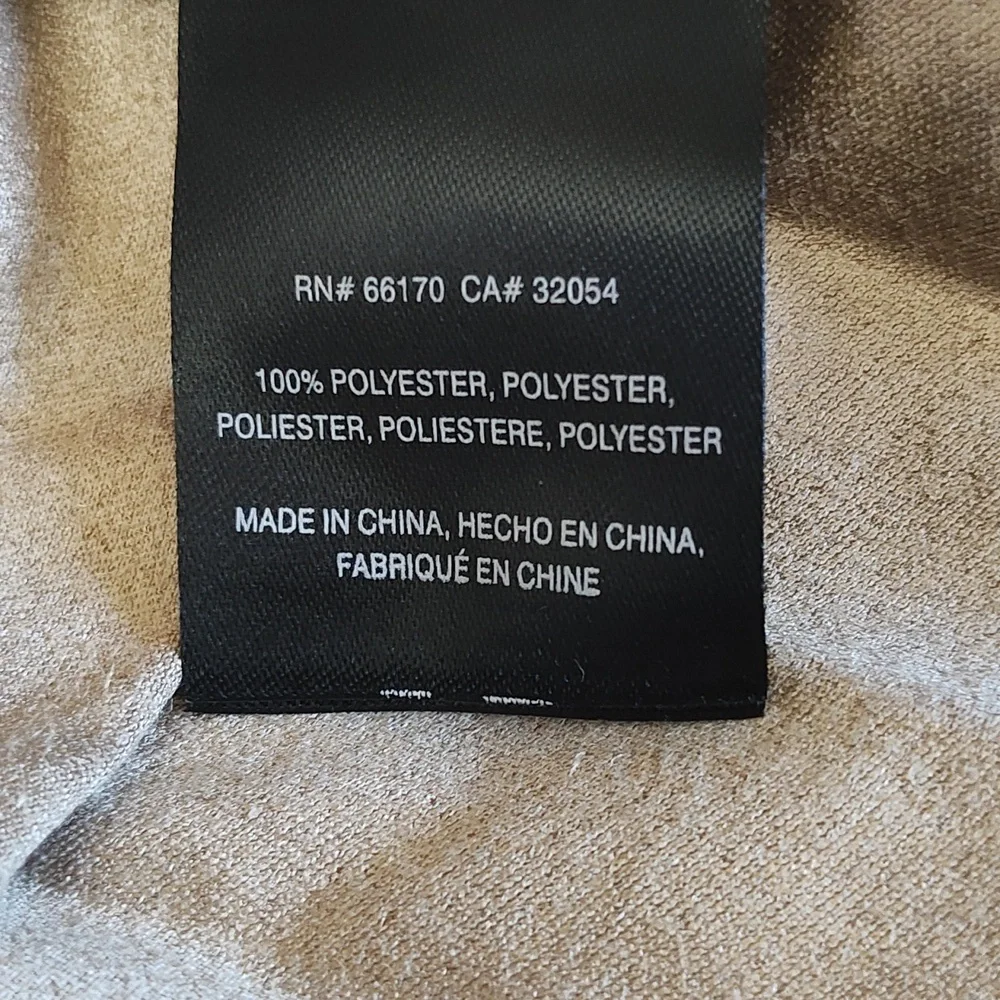 RN# 66170 CA# 32054
100% POLYESTER, POLYESTER,
POLIESTER, POLIESTERE, POLYESTER
MADE IN CHINA, HECHO EN CHINA,
FABRIQUÉ EN CHINE